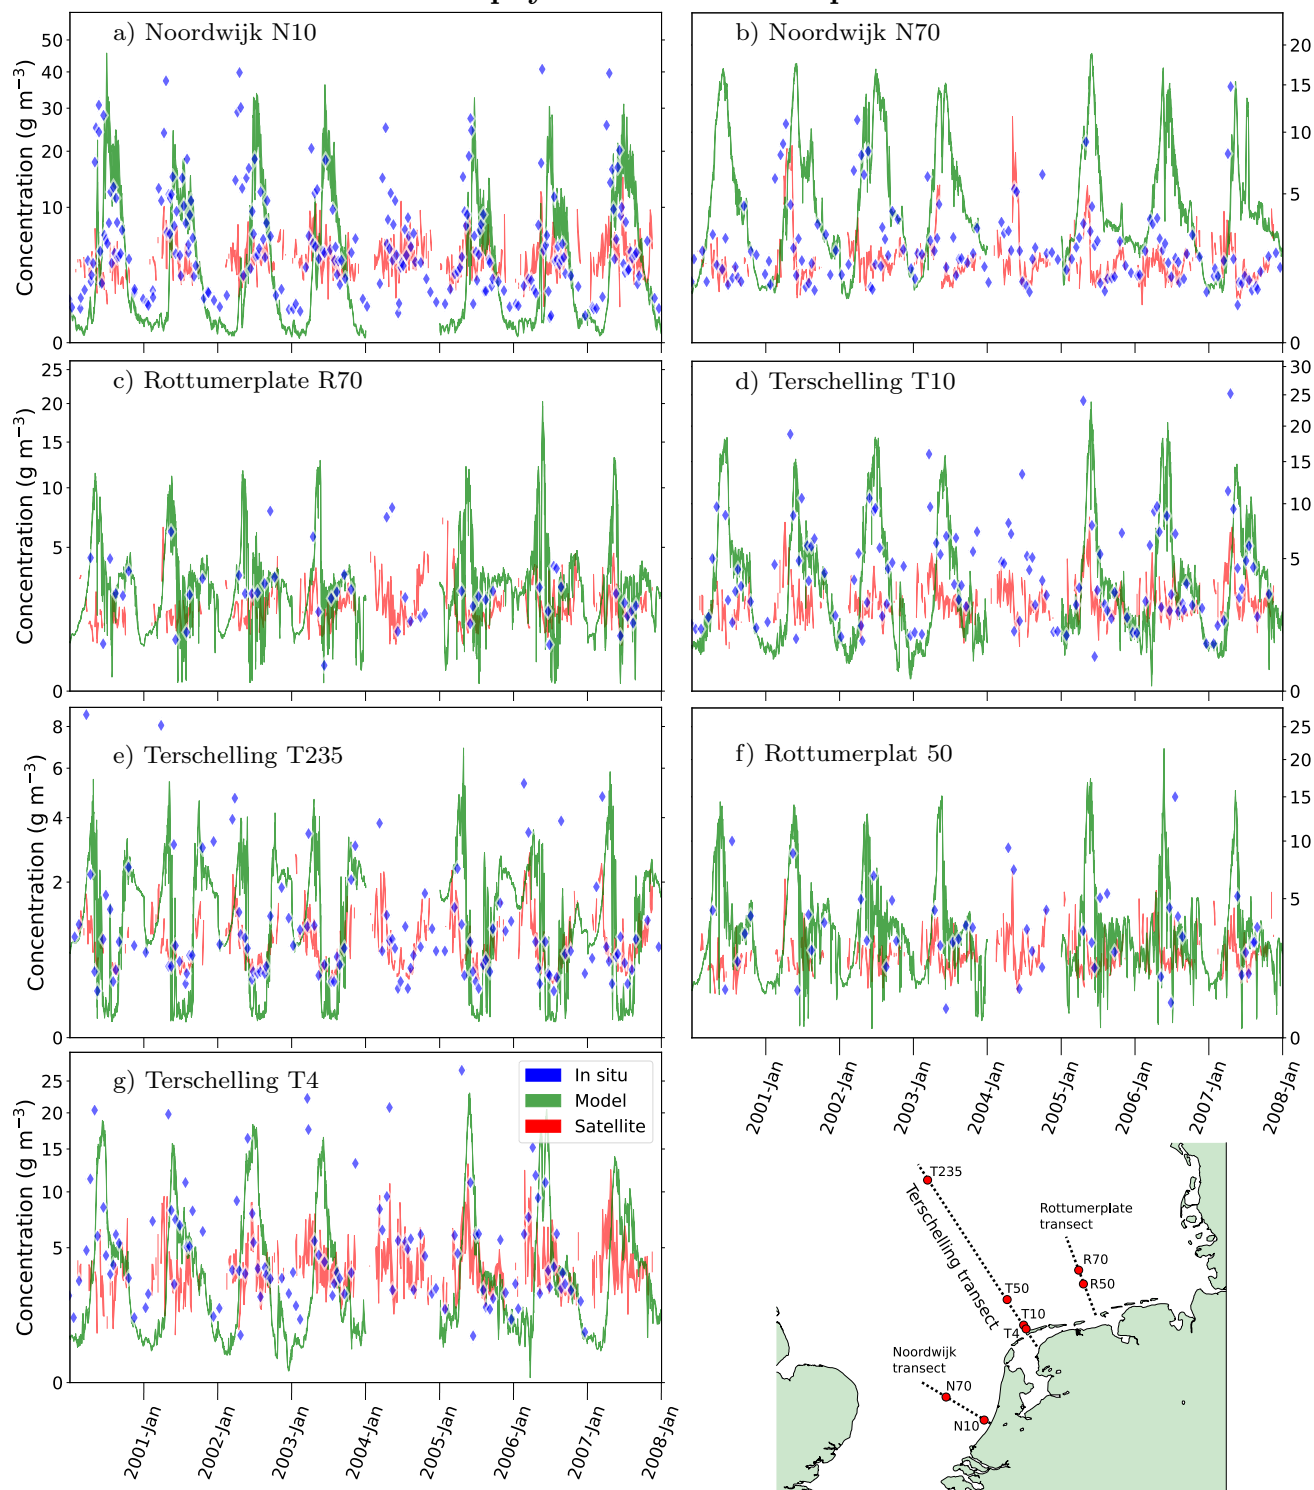 a) Noordwijk N10
b) Noordwijk N70
Concentration (g m⁻³)
50
40
30
20
10
0
20
15
10
5
0
c) Rottumerplate R70
d) Terschelling T10
Concentration (g m⁻³)
25
20
15
10
5
0
30
25
20
15
10
5
0
e) Terschelling T235
f) Rottumerplat 50
Concentration (g m⁻³)
8
6
4
2
0
25
20
15
10
5
0
2001-Jan
2002-Jan
2003-Jan
2004-Jan
2005-Jan
2006-Jan
2007-Jan
2008-Jan
g) Terschelling T4
In situ
Model
Satellite
Concentration (g m⁻³)
25
20
15
10
5
0
2001-Jan
2002-Jan
2003-Jan
2004-Jan
2005-Jan
2006-Jan
2007-Jan
2008-Jan
T235
Terschelling transect
Rottumerplate
transect
R70
R50
T50
T10
T4
Noordwijk
transect
N70
N10